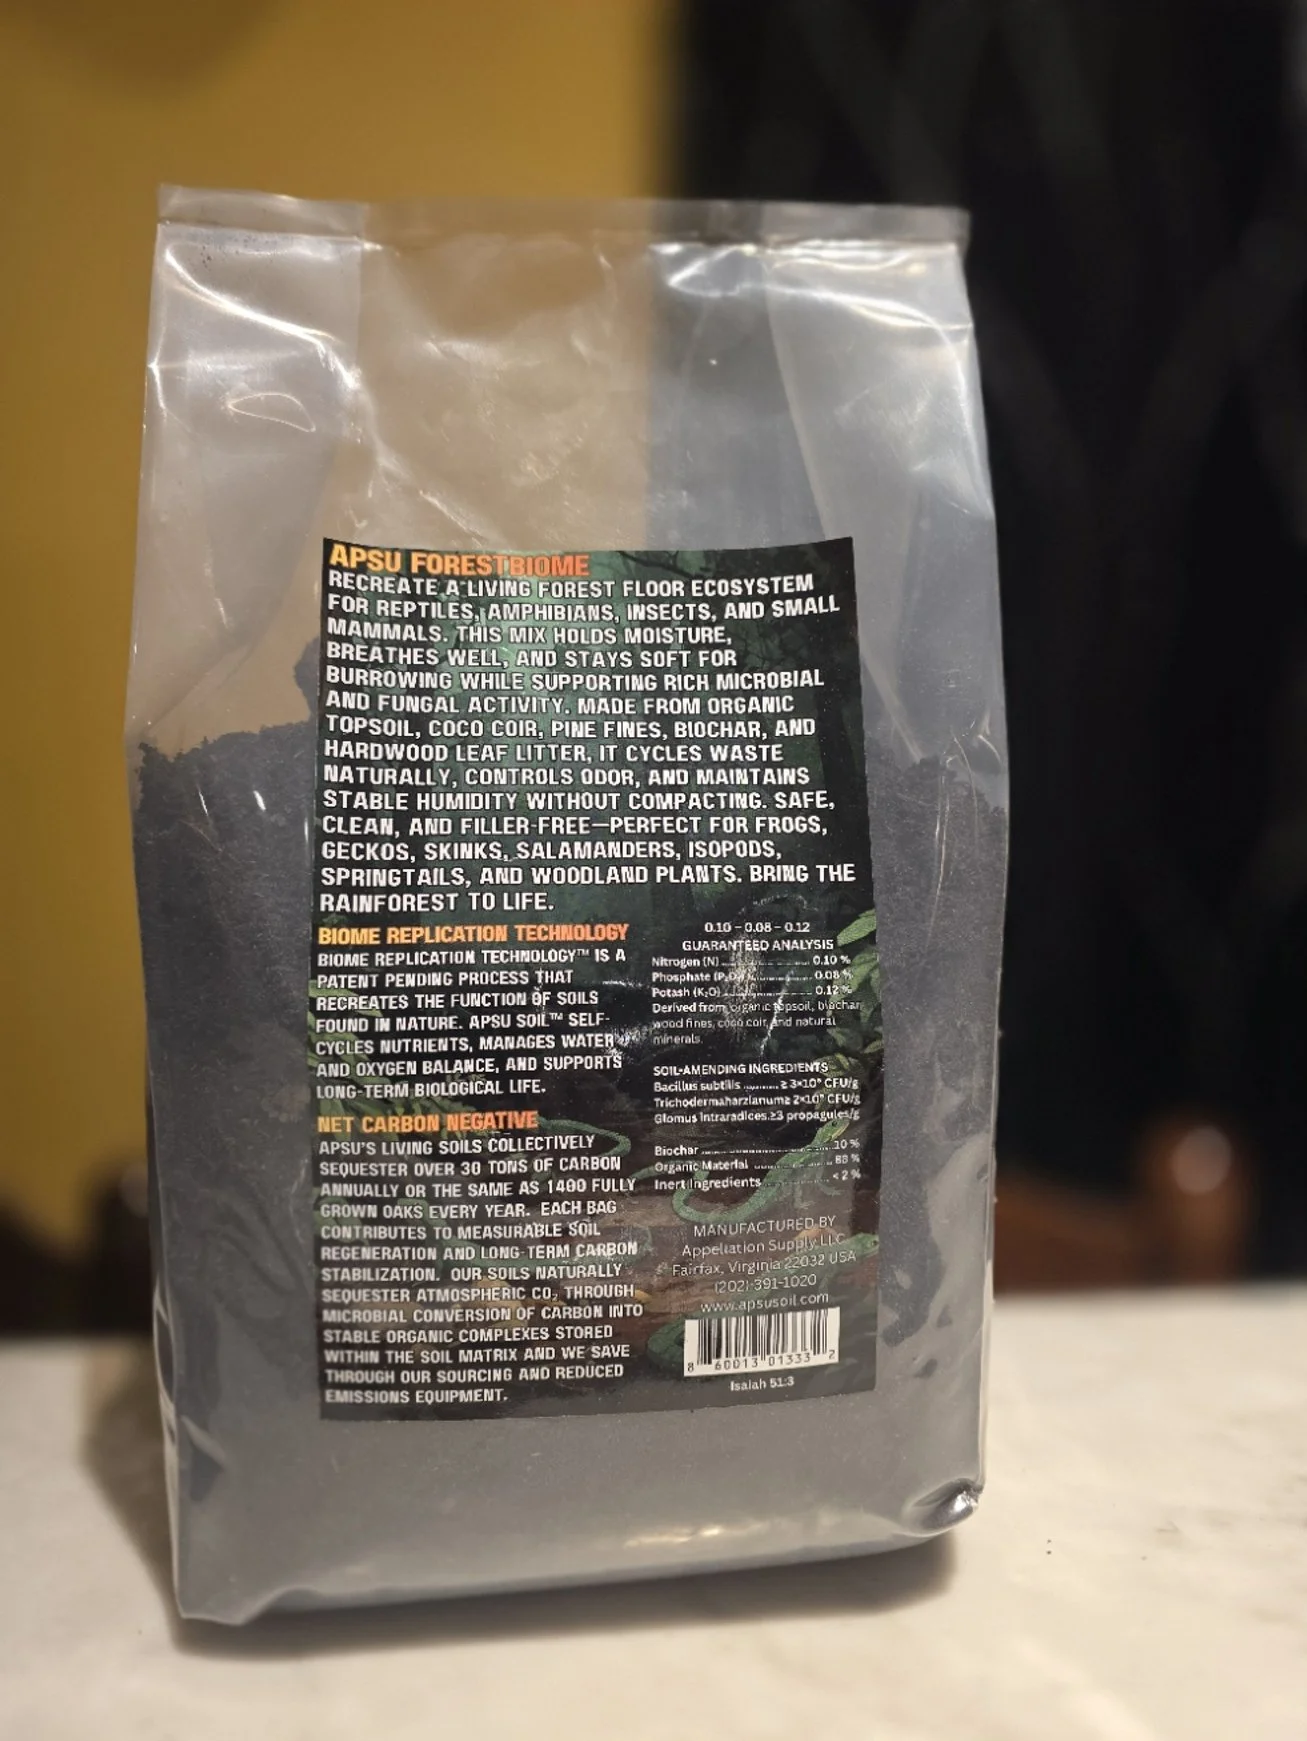 APSU FORESTBIOME
RECREATE A LIVING FOREST FLOOR ECOSYSTEM
FOR REPTILES, AMPHIBIANS, INSECTS, AND SMALL
MAMMALS. THIS MIX HOLDS MOISTURE,
BREATHES WELL, AND STAYS SOFT FOR
BURROWING WHILE SUPPORTING RICH MICROBIAL
AND FUNGAL ACTIVITY. MADE FROM ORGANIC
TOPSOIL, COCO COIR, PINE FINES, BIOCHAR, AND
HARDWOOD LEAF LITTER, IT CYCLES WASTE
NATURALLY, CONTROLS ODOR, AND MAINTAINS
STABLE HUMIDITY WITHOUT COMPACTING. SAFE,
CLEAN, AND FILLER-FREE—PERFECT FOR FROGS,
GECKOS, SKINKS, SALAMANDERS, ISOPODS,
SPRINGTAILS, AND WOODLAND PLANTS. BRING THE
RAINFOREST TO LIFE.
BIOME REPLICATION TECHNOLOGY
BIOME REPLICATION TECHNOLOGY™ IS A
PATENT PENDING PROCESS THAT
RECREATES THE FUNCTION OF SOILS
FOUND IN NATURE. APSU SOIL™ SELF-
CYCLES NUTRIENTS, MANAGES WATER
AND OXYGEN BALANCE, AND SUPPORTS
LONG-TERM BIOLOGICAL LIFE.
NET CARBON NEGATIVE
APSU'S LIVING SOILS COLLECTIVELY
SEQUESTER OVER 30 TONS OF CARBON
ANNUALLY OR THE SAME AS 1400 FULLY
GROWN OAKS EVERY YEAR. EACH BAG
CONTRIBUTES TO MEASURABLE SOIL
REGENERATION AND LONG-TERM CARBON
STABILIZATION. OUR SOILS NATURALLY
SEQUESTER ATMOSPHERIC CO₂ THROUGH
MICROBIAL CONVERSION OF CARBON INTO
STABLE ORGANIC COMPLEXES STORED
WITHIN THE SOIL MATRIX AND WE SAVE
THROUGH OUR SOURCING AND REDUCED
EMISSIONS EQUIPMENT.
0.10 – 0.08 – 0.12
GUARANTEED ANALYSIS
Nitrogen (N) 0.10 %
Phosphate 0.08 %
Potash (K₂O) 0.12 %
Derived from organic topsoil, biochar,
wood fines, coco coir, and natural
minerals.
SOIL-AMENDING INGREDIENTS
Bacillus subtilis CFU/g
Trichodermaharzianum≥ CFU/g
Glomus intraradices.≥3 propagules/g
Biochar 10 %
Organic Material 88 %
Inert Ingredients < 2 %
MANUFACTURED BY
Appellation Supply LLC
Fairfax, Virginia 22032 USA
(202)-391-1020
www.apsusoil.com
8 60013 01333 2
Isaiah 51:3